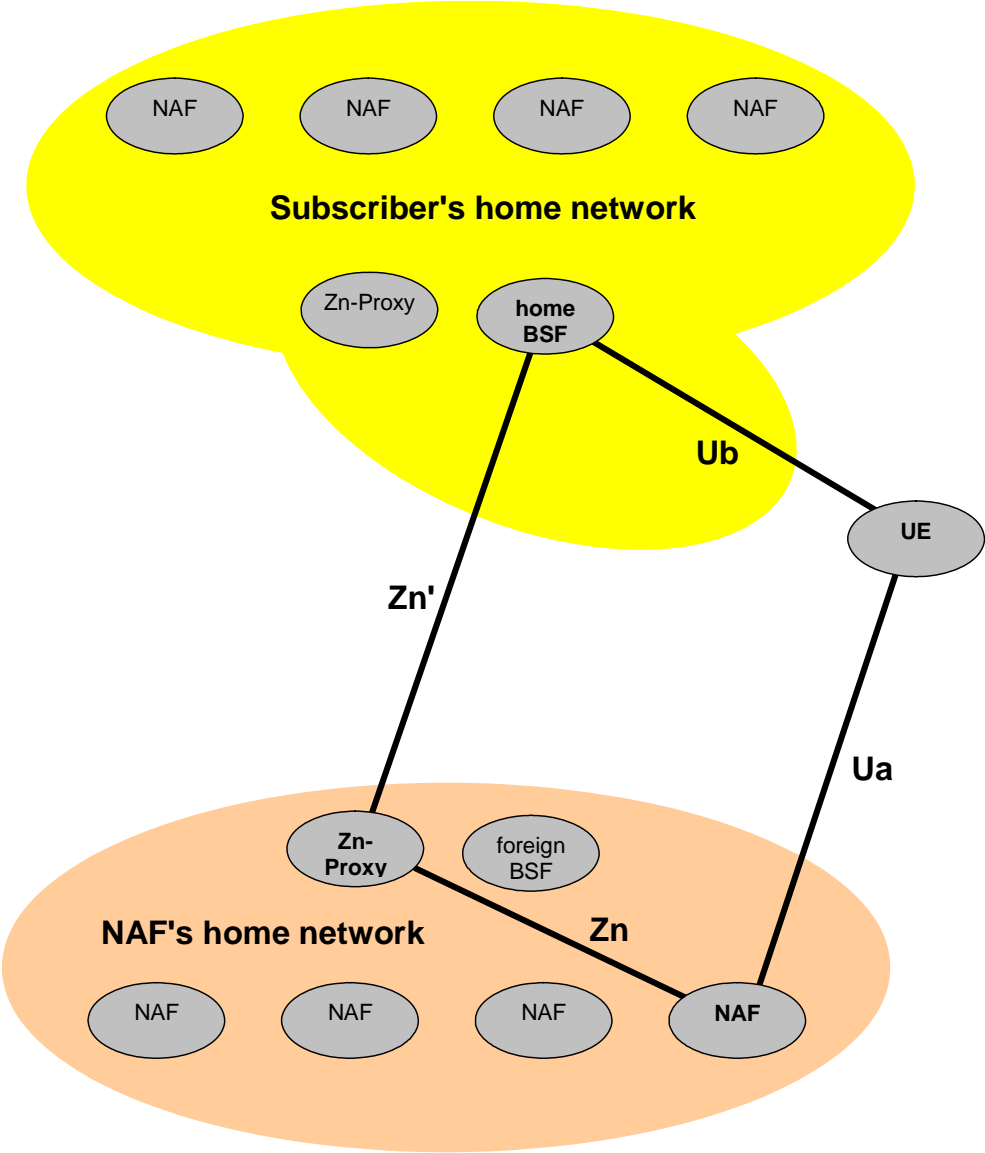 NAF NAF NAF NAF
Subscriber's home network
Zn-Proxy
home
BSF
Ub
UE
Zn'
Ua
Zn-
Proxy
foreign
BSF
NAF's home network
Zn
NAF NAF NAF NAF